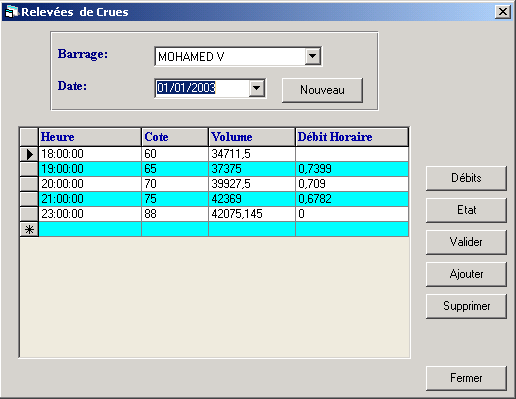 Relevées de Crues
Barrage: MOHAMED V
Date: 01/01/2003 Nouveau
Heure Cote Volume Débit Horaire
18:00:00 60 34711,5
19:00:00 65 37375 0,7399
20:00:00 70 39927,5 0,709
21:00:00 75 42369 0,6782
23:00:00 88 42075,145 0
Débits
Etat
Valider
Ajouter
Supprimer
Fermer